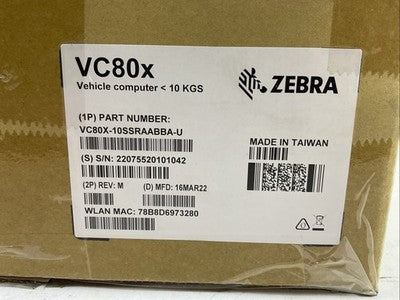 VC80x
Vehicle computer < 10 KGS
ZEBRA
(1P) PART NUMBER:
VC80X-10SSRAABBA-U
MADE IN TAIWAN
(S) S/N: 22075520101042
(2P) REV: M (D) MFD: 16MAR22
WLAN MAC: 78B8D6973280